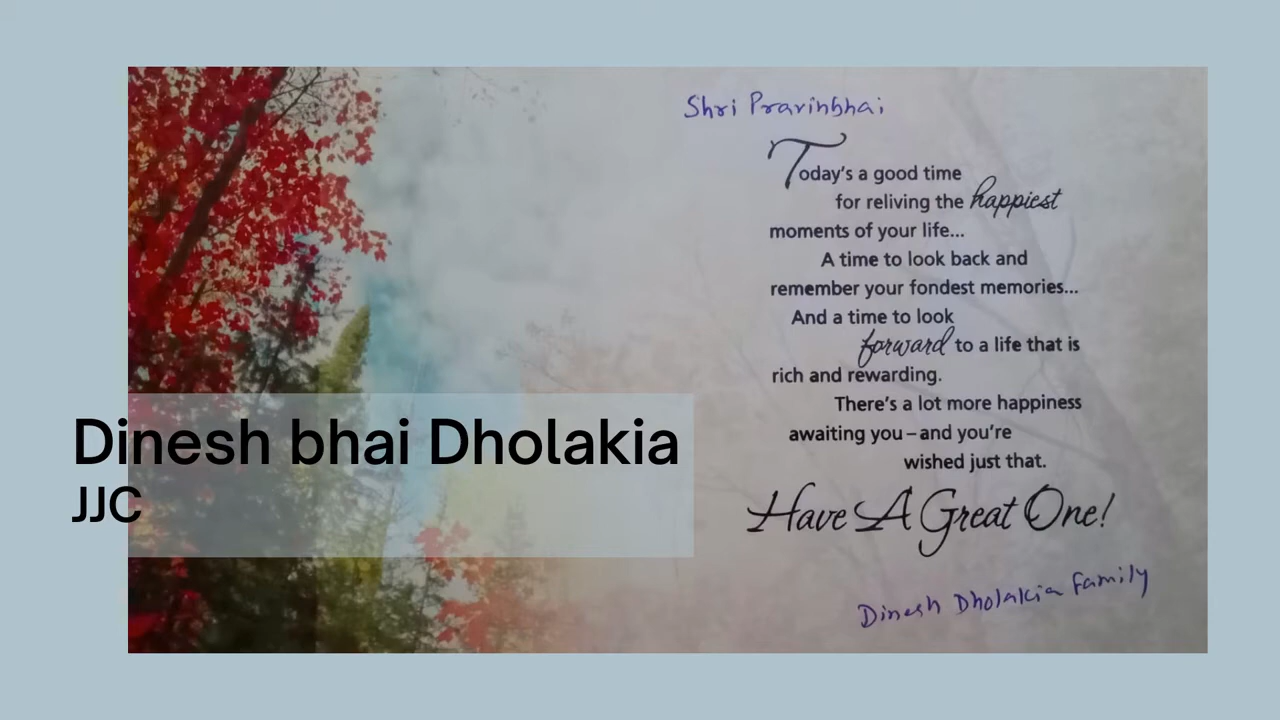 Shri Pravinbhai
Today's a good time
for reliving the happiest
moments of your life...
A time to look back and
remember your fondest memories...
And a time to look
forward to a life that is
rich and rewarding.
There's a lot more happiness
awaiting you – and you're
wished just that.
Have A Great One!
Dinesh Dholakia Family
Dinesh bhai Dholakia
JJC